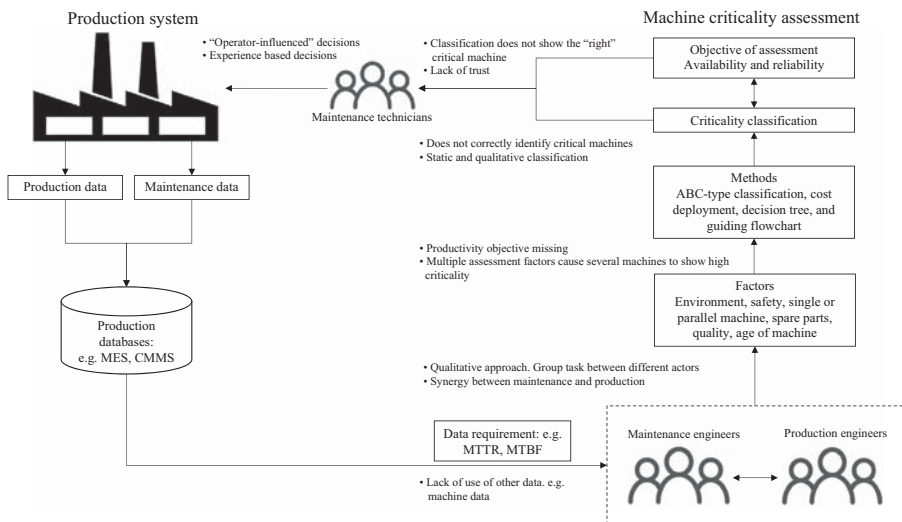 Production system
Machine criticality assessment
• “Operator-influenced” decisions
• Experience based decisions
• Classification does not show the “right”
critical machine
• Lack of trust
Objective of assessment
Availability and reliability
Maintenance technicians
Criticality classification
• Does not correctly identify critical machines
• Static and qualitative classification
Production data
Maintenance data
Methods
ABC-type classification, cost
deployment, decision tree, and
guiding flowchart
• Productivity objective missing
• Multiple assessment factors cause several machines to show high
criticality
Factors
Environment, safety, single or
parallel machine, spare parts,
quality, age of machine
Production
databases:
e.g. MES, CMMS
• Qualitative approach. Group task between different actors
• Synergy between maintenance and production
Data requirement: e.g.
MTTR, MTBF
Maintenance engineers
Production engineers
• Lack of use of other data. e.g.
machine data